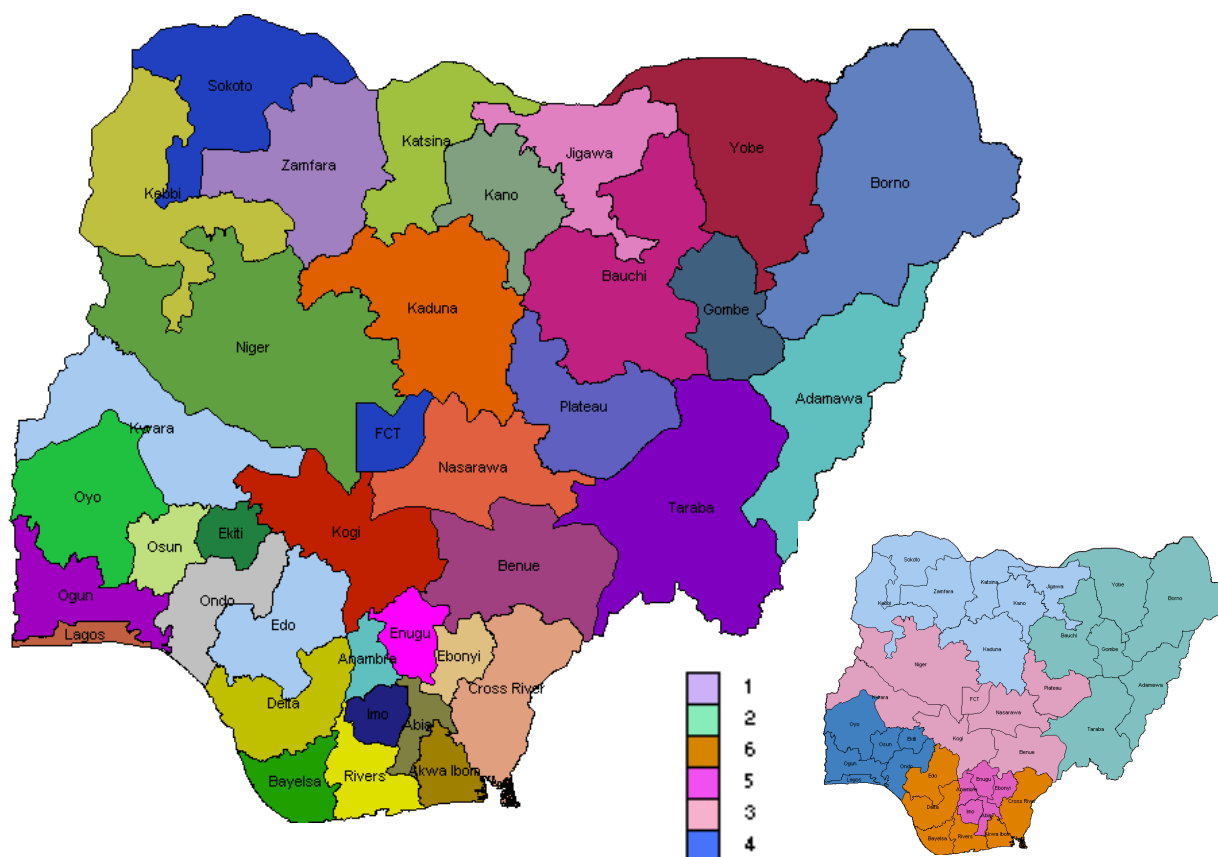 Sokoto
Katsina
Zamfara
Jigawa
Yobe
Borno
Kebbi
Kano
Bauchi
Gombe
Kaduna
Niger
Adamawa
Plateau
Kwara
FCT
Nasarawa
Oyo
Taraba
Osun
Ekiti
Kogi
Benue
Ogun
Ondo
Edo
Lagos
Anambra
Enugu
Ebonyi
Cross River
Delta
Imo
Abia
Bayelsa
Rivers
Akwa Ibom
1
2
6
5
3
4
Sokoto
Katsina
Jigawa
Yobe
Borno
Zamfara
Kebbi
Kano
Bauchi
Kaduna
Gombe
Niger
Adamawa
Plateau
Kwara
FCT
Nasarawa
Taraba
Oyo
Osun
Ekiti
Kogi
Benue
Ogun
Ondo
Lagos
Edo
Enugu
Anambra
Ebonyi
Cross River
Delta
Imo
Abia
Bayelsa
Rivers
Akwa Ibom